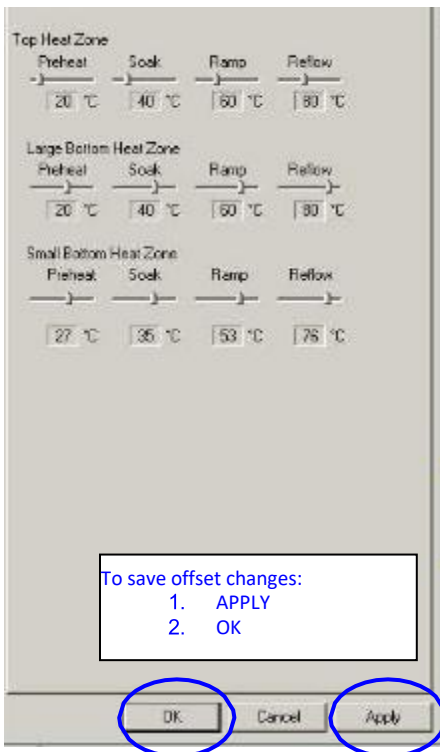 Top Heat Zone
Preheat Soak Ramp Reflow
20 °C 40 °C 60 °C 80 °C
Large Bottom Heat Zone
Preheat Soak Ramp Reflow
20 °C 40 °C 60 °C 80 °C
Small Bottom Heat Zone
Preheat Soak Ramp Reflow
27 °C 35 °C 53 °C 76 °C
To save offset changes:
1. APPLY
2. OK
OK Cancel Apply